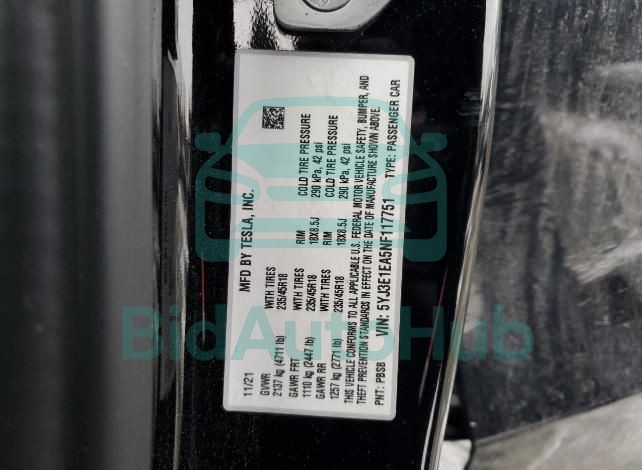 MFD BY TESLA, INC.
11/21
GVWR
2137 kg (4711 lb)
GAWR FRT
1110 kg (2447 lb)
GAWR RR
1257 kg (2771 lb)
WITH TIRES
235/45R18
WITH TIRES
235/45R18
WITH TIRES
235/45R18
RIM
18X8.5J
RIM
18X8.5J
COLD TIRE PRESSURE
290 kPa, 42 psi
COLD TIRE PRESSURE
290 kPa, 42 psi
THIS VEHICLE CONFORMS TO ALL APPLICABLE U.S. FEDERAL MOTOR VEHICLE SAFETY, BUMPER, AND
THEFT PREVENTION STANDARDS IN EFFECT ON THE DATE OF MANUFACTURE SHOWN ABOVE.
VIN: 5YJ3E1EA5NF117751
PNT: PBSB
TYPE: PASSENGER CAR
BidAutoHub